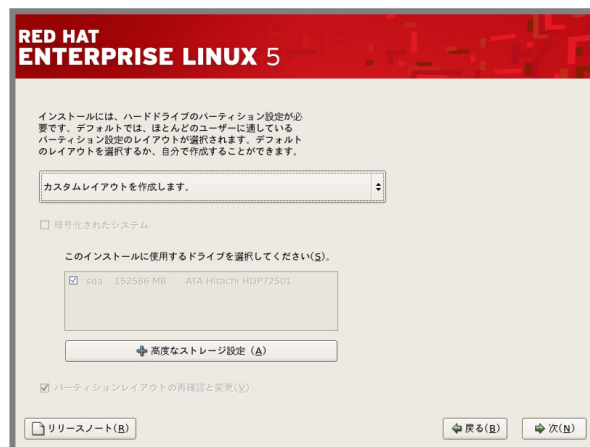 RED HAT
ENTERPRISE LINUX 5
インストールには、ハードドライブのパーティション設定が必
要です。デフォルトでは、ほとんどのユーザーに適している
パーティション設定のレイアウトが選択されます。デフォルト
のレイアウトを選択するか、自分で作成することができます。
カスタムレイアウトを作成します。
暗号化されたシステム
このインストールに使用するドライブを選択してください(S)。
sda 152586 MB ATA Hitachi HDP72501
高度なストレージ設定（A）
パーティションレイアウトの再確認と変更(V)
リリースノート(R)
戻る(B)
次(N)